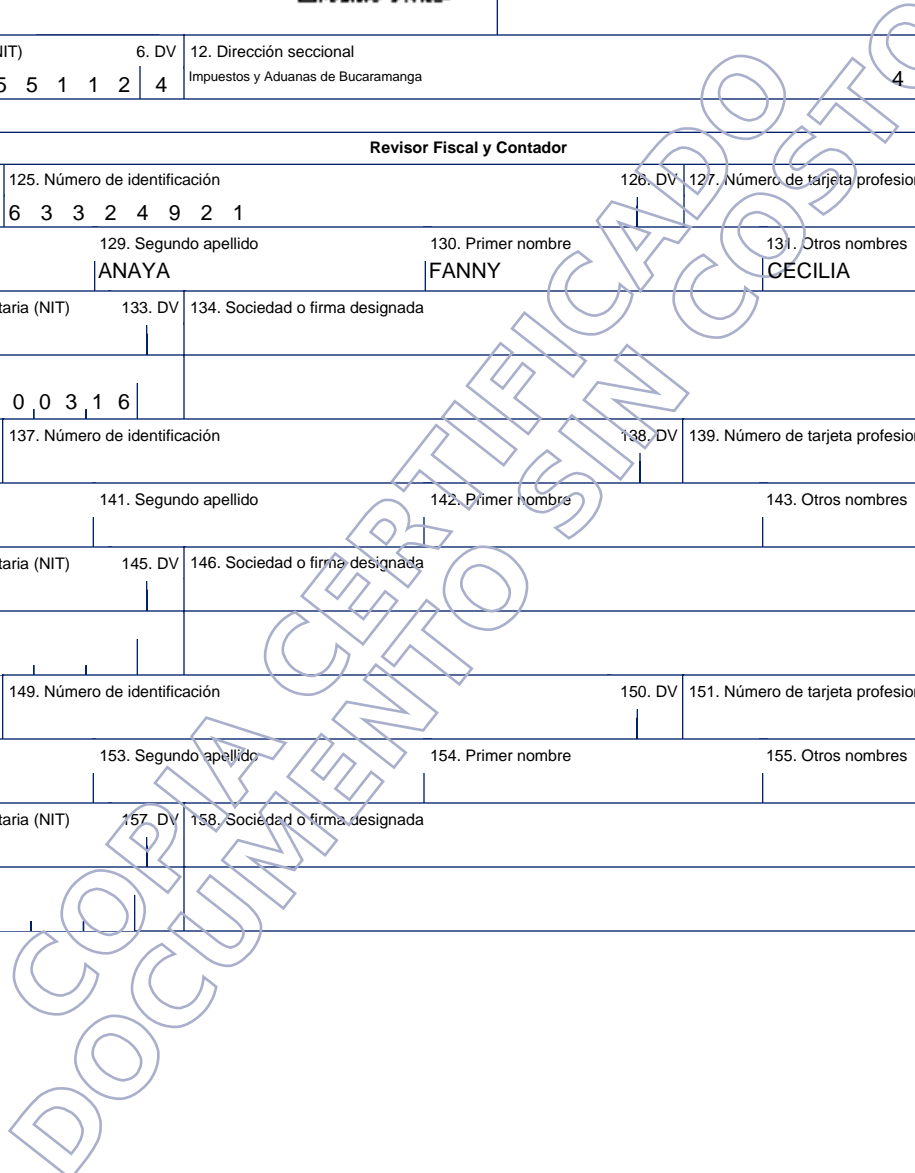 NIT) 6. DV 12. Dirección seccional
5 5 1 1 2 4 Impuestos y Aduanas de Bucaramanga 4
Revisor Fiscal y Contador
125. Número de identificación 126. DV 127. Número de tarjeta profesion
6 3 3 2 4 9 2 1
129. Segundo apellido 130. Primer nombre 131. Otros nombres
ANAYA FANNY CECILIA
taria (NIT) 133. DV 134. Sociedad o firma designada
0 0 3 1 6
137. Número de identificación 138. DV 139. Número de tarjeta profesion
141. Segundo apellido 142. Primer nombre 143. Otros nombres
taria (NIT) 145. DV 146. Sociedad o firma designada
149. Número de identificación 150. DV 151. Número de tarjeta profesion
153. Segundo apellido 154. Primer nombre 155. Otros nombres
taria (NIT) 157. DV 158. Sociedad o firma designada
COPIA CERTIFICADO
DOCUMENTO SIN COSTO